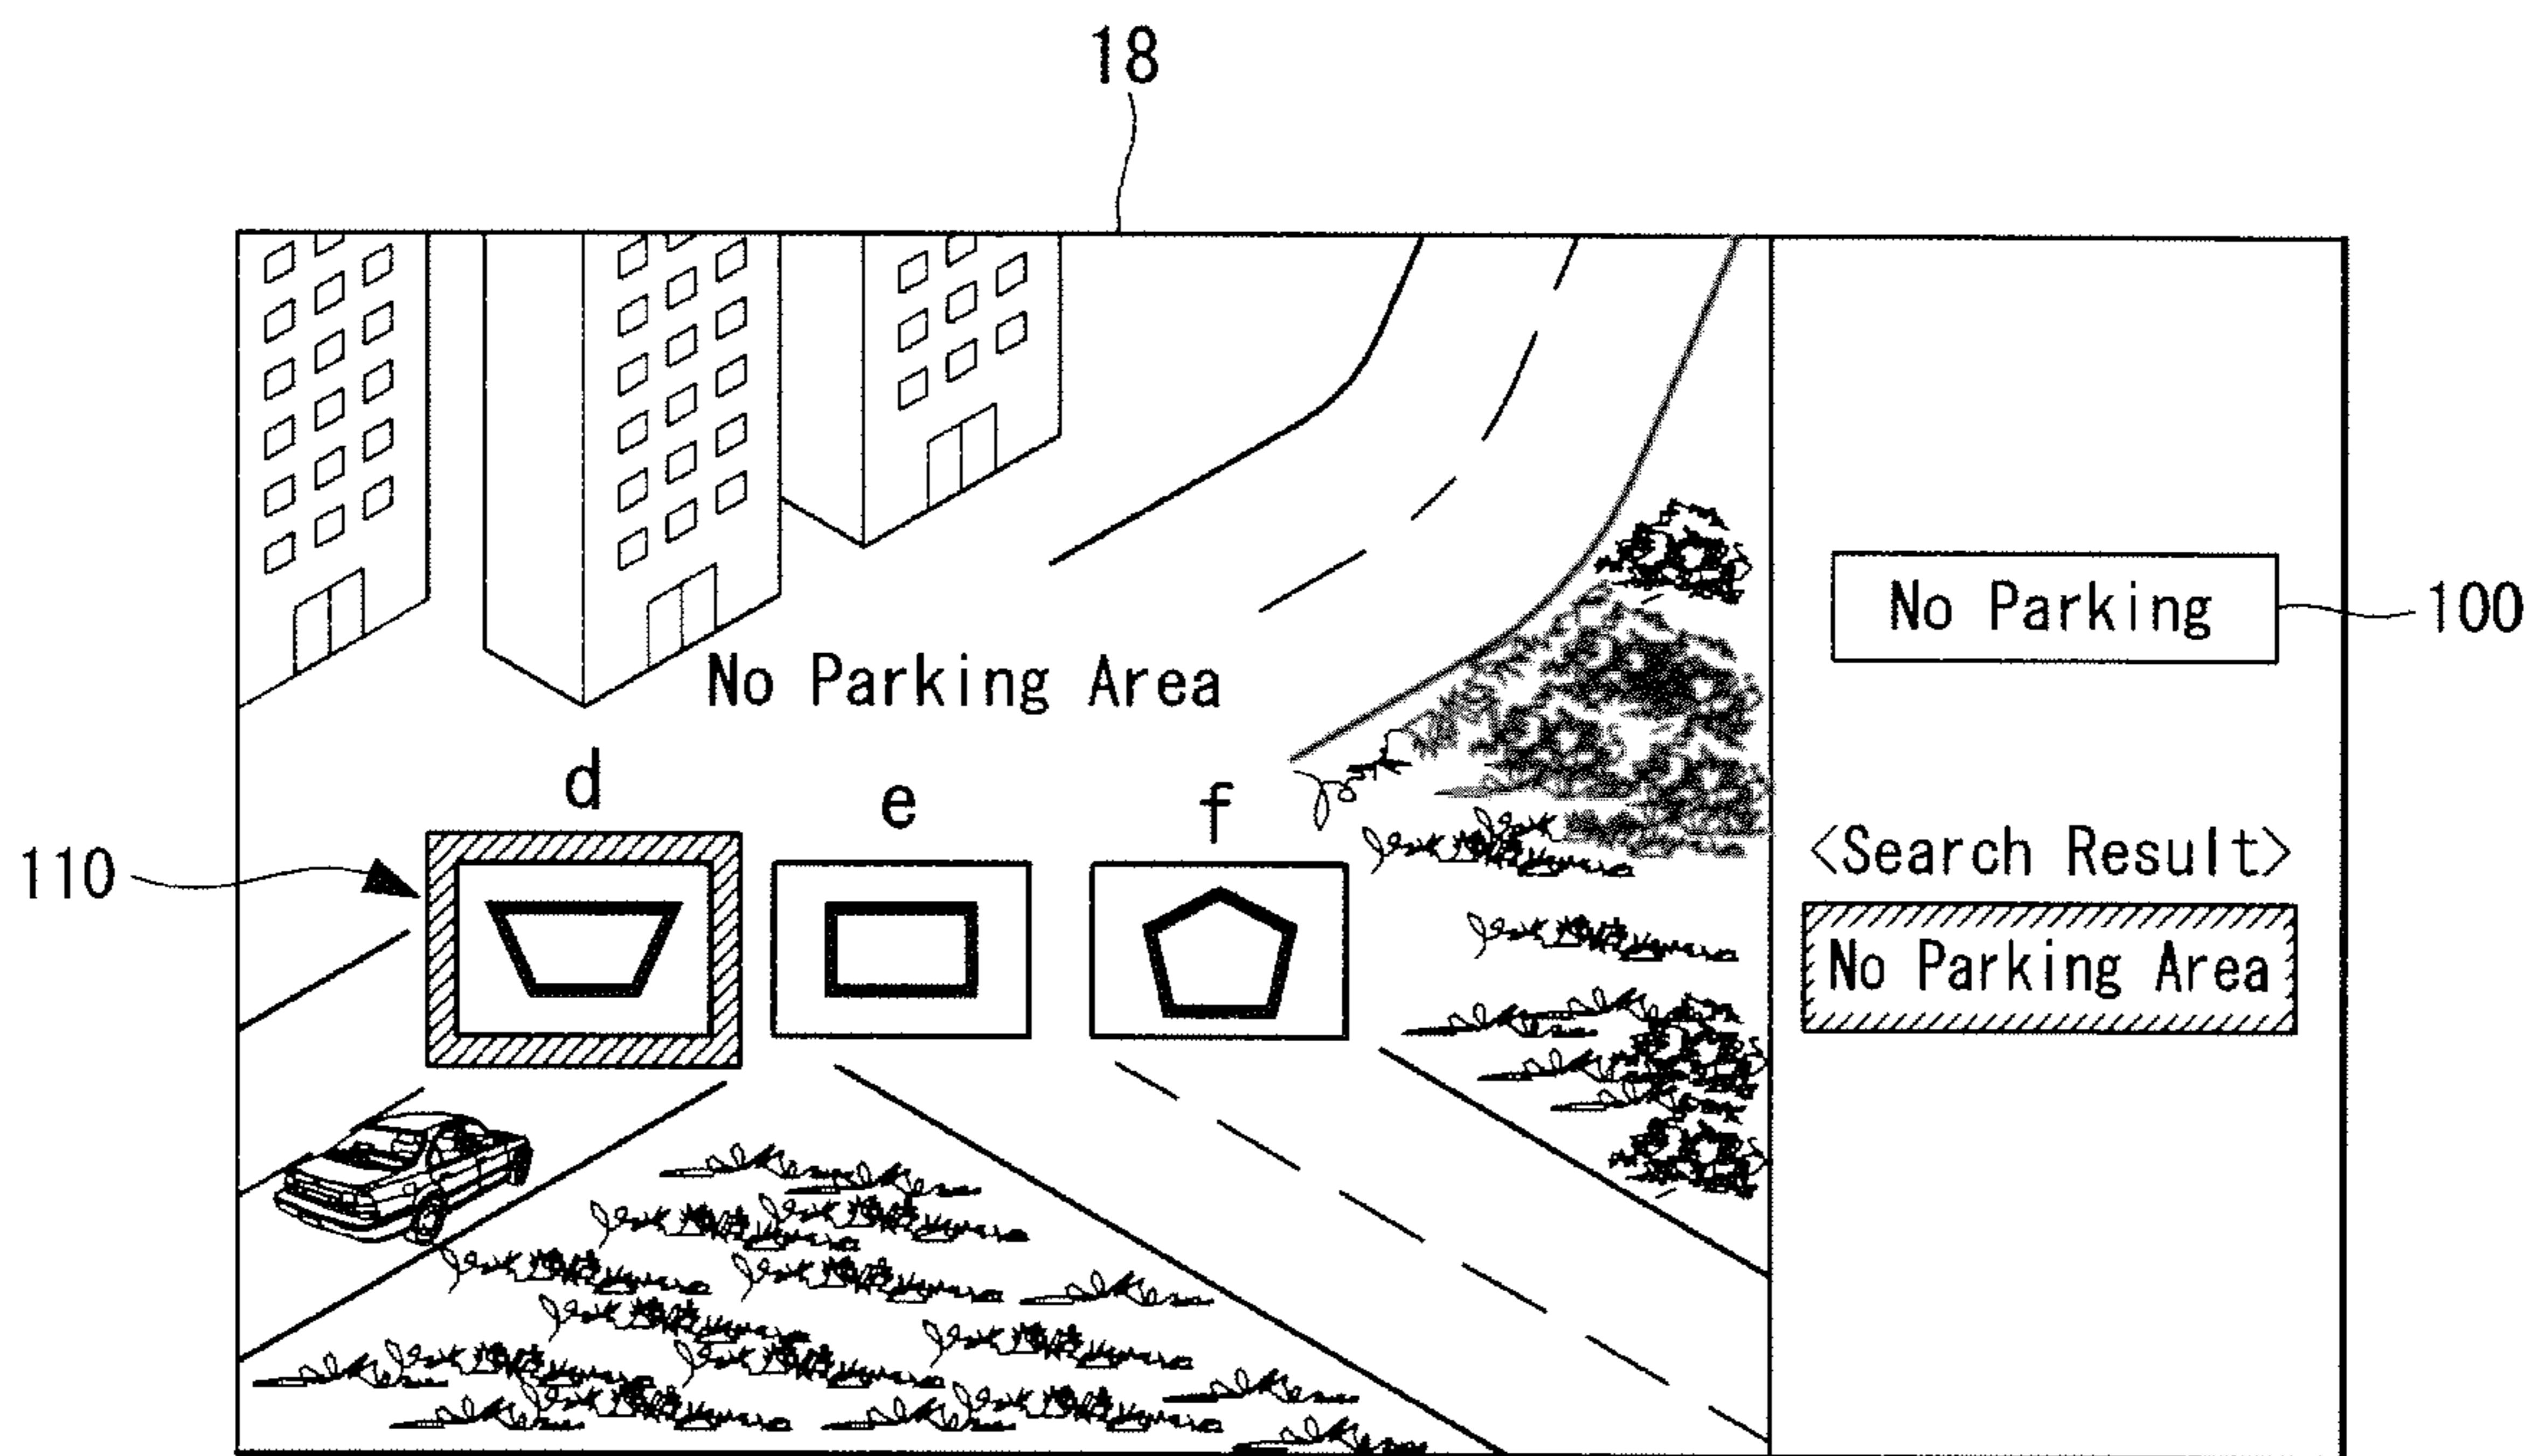 18
No Parking
100
No Parking Area
d
e
f
110
<Search Result>
No Parking Area